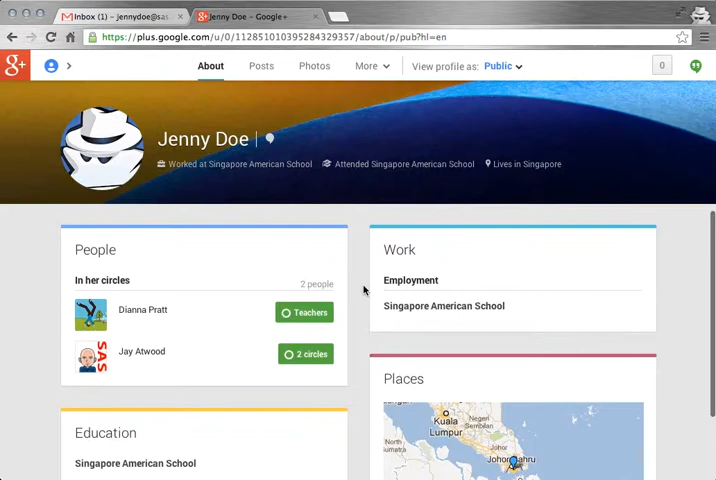 Inbox (1) - jennydoe@sas
Jenny Doe - Google+
https://plus.google.com/u/0/112851010395284329357/about/p/pub?hl=en
g+
About Posts Photos More View profile as: Public 0
Jenny Doe
Worked at Singapore American School Attended Singapore American School Lives in Singapore
People
In her circles 2 people
Dianna Pratt Teachers
Jay Atwood 2 circles
SAS
Education
Singapore American School
Work
Employment
Singapore American School
Places
Kuala
Lumpur
Negeri
Sembilan
North
Sumatra
Johor Bahru